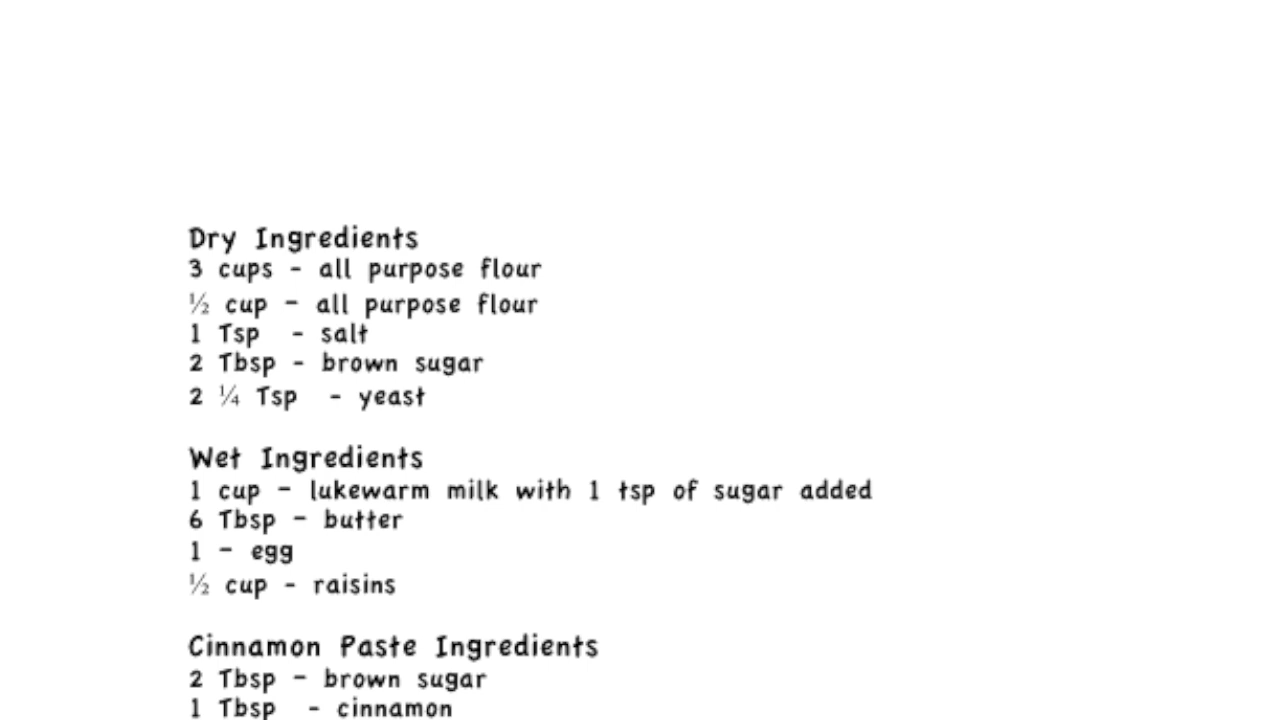 Dry Ingredients
3 cups - all purpose flour
½ cup - all purpose flour
1 Tsp - salt
2 Tbsp - brown sugar
2 ¼ Tsp - yeast
Wet Ingredients
1 cup - lukewarm milk with 1 tsp of sugar added
6 Tbsp - butter
1 - egg
½ cup - raisins
Cinnamon Paste Ingredients
2 Tbsp - brown sugar
1 Tbsp - cinnamon